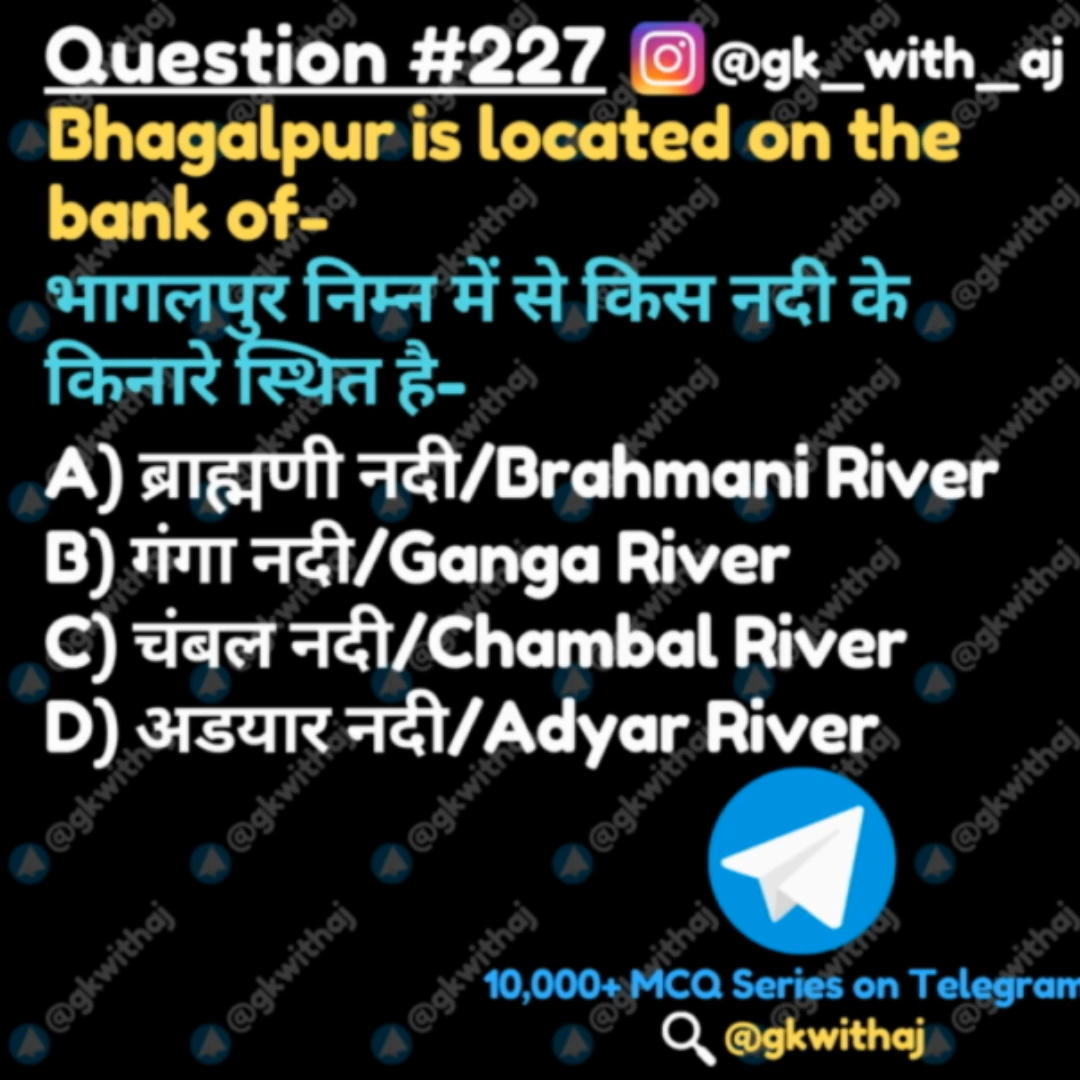 Question #227 @gk_with_aj
Bhagalpur is located on the
bank of-
भागलपुर निम्न में से किस नदी के
किनारे स्थित है-
A) ब्राह्मणी नदी/Brahmani River
B) गंगा नदी/Ganga River
C) चंबल नदी/Chambal River
D) अडयार नदी/Adyar River
10,000+ MCQ Series on Telegram
@gkwithaj